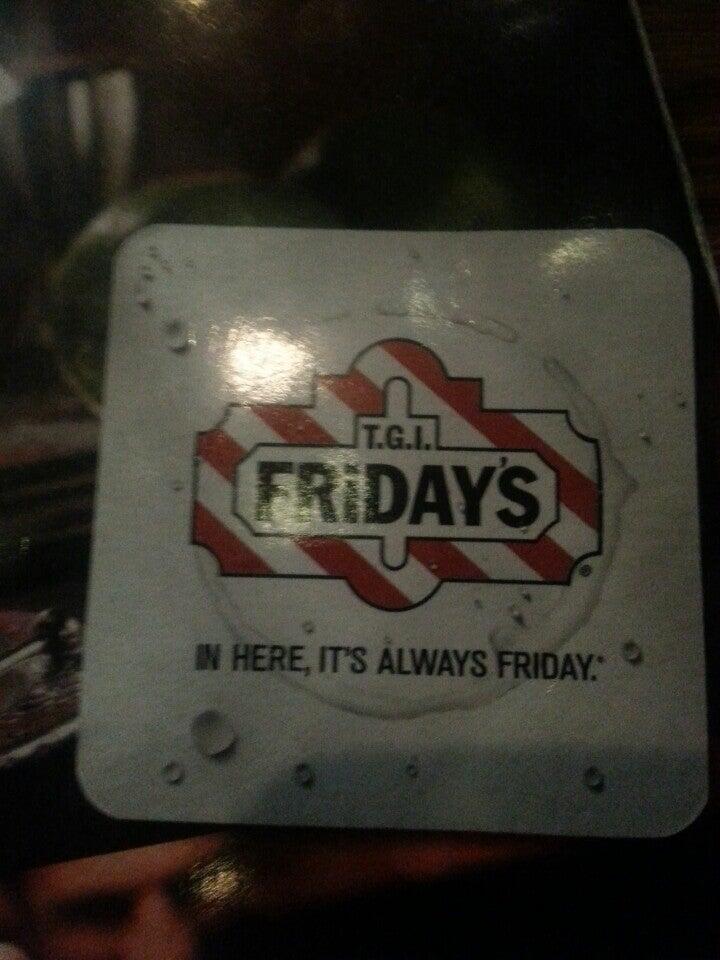 T.G.I.
FRiDAY'S
®
IN HERE, IT'S ALWAYS FRIDAY.